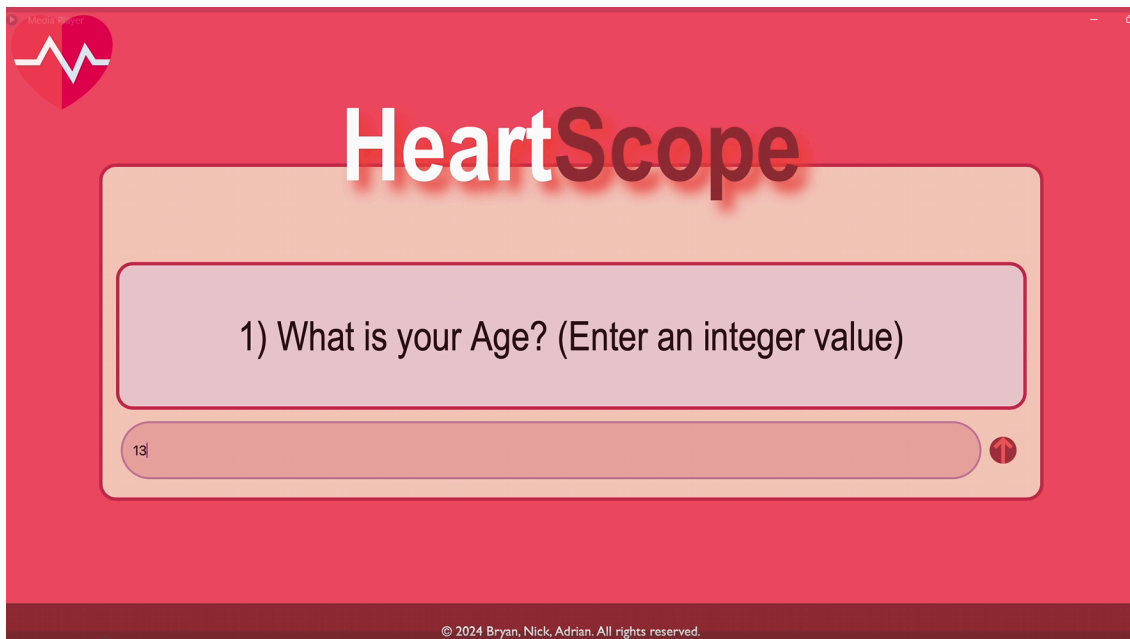 Media Player
HeartScope
1) What is your Age? (Enter an integer value)
13
© 2024 Bryan, Nick, Adrian. All rights reserved.